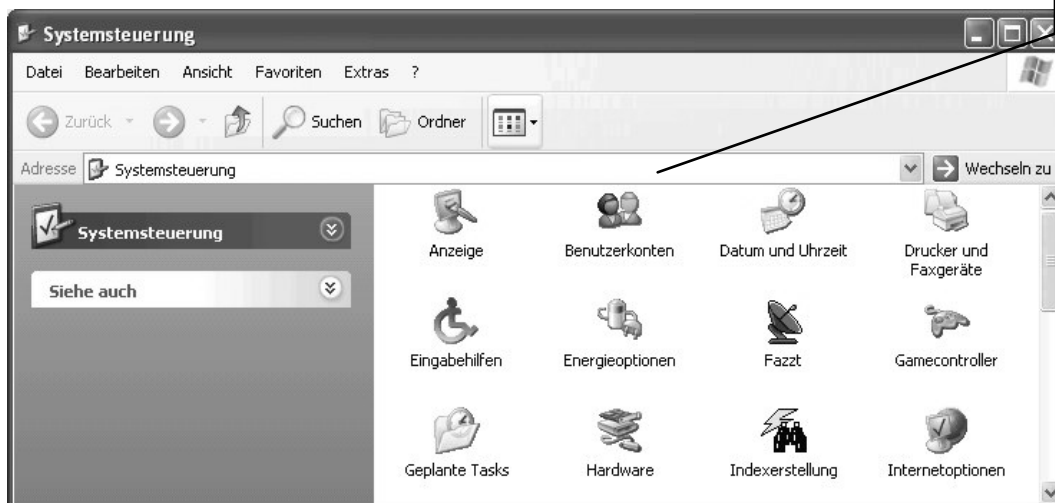 Systemsteuerung
Datei Bearbeiten Ansicht Favoriten Extras ?
Zurück Suchen Ordner
Adresse Systemsteuerung Wechseln zu
Systemsteuerung
Siehe auch
Anzeige Benutzerkonten Datum und Uhrzeit Drucker und
Faxgeräte
Eingabehilfen Energieoptionen Fazzt Gamecontroller
Geplante Tasks Hardware Indexerstellung Internetoptionen